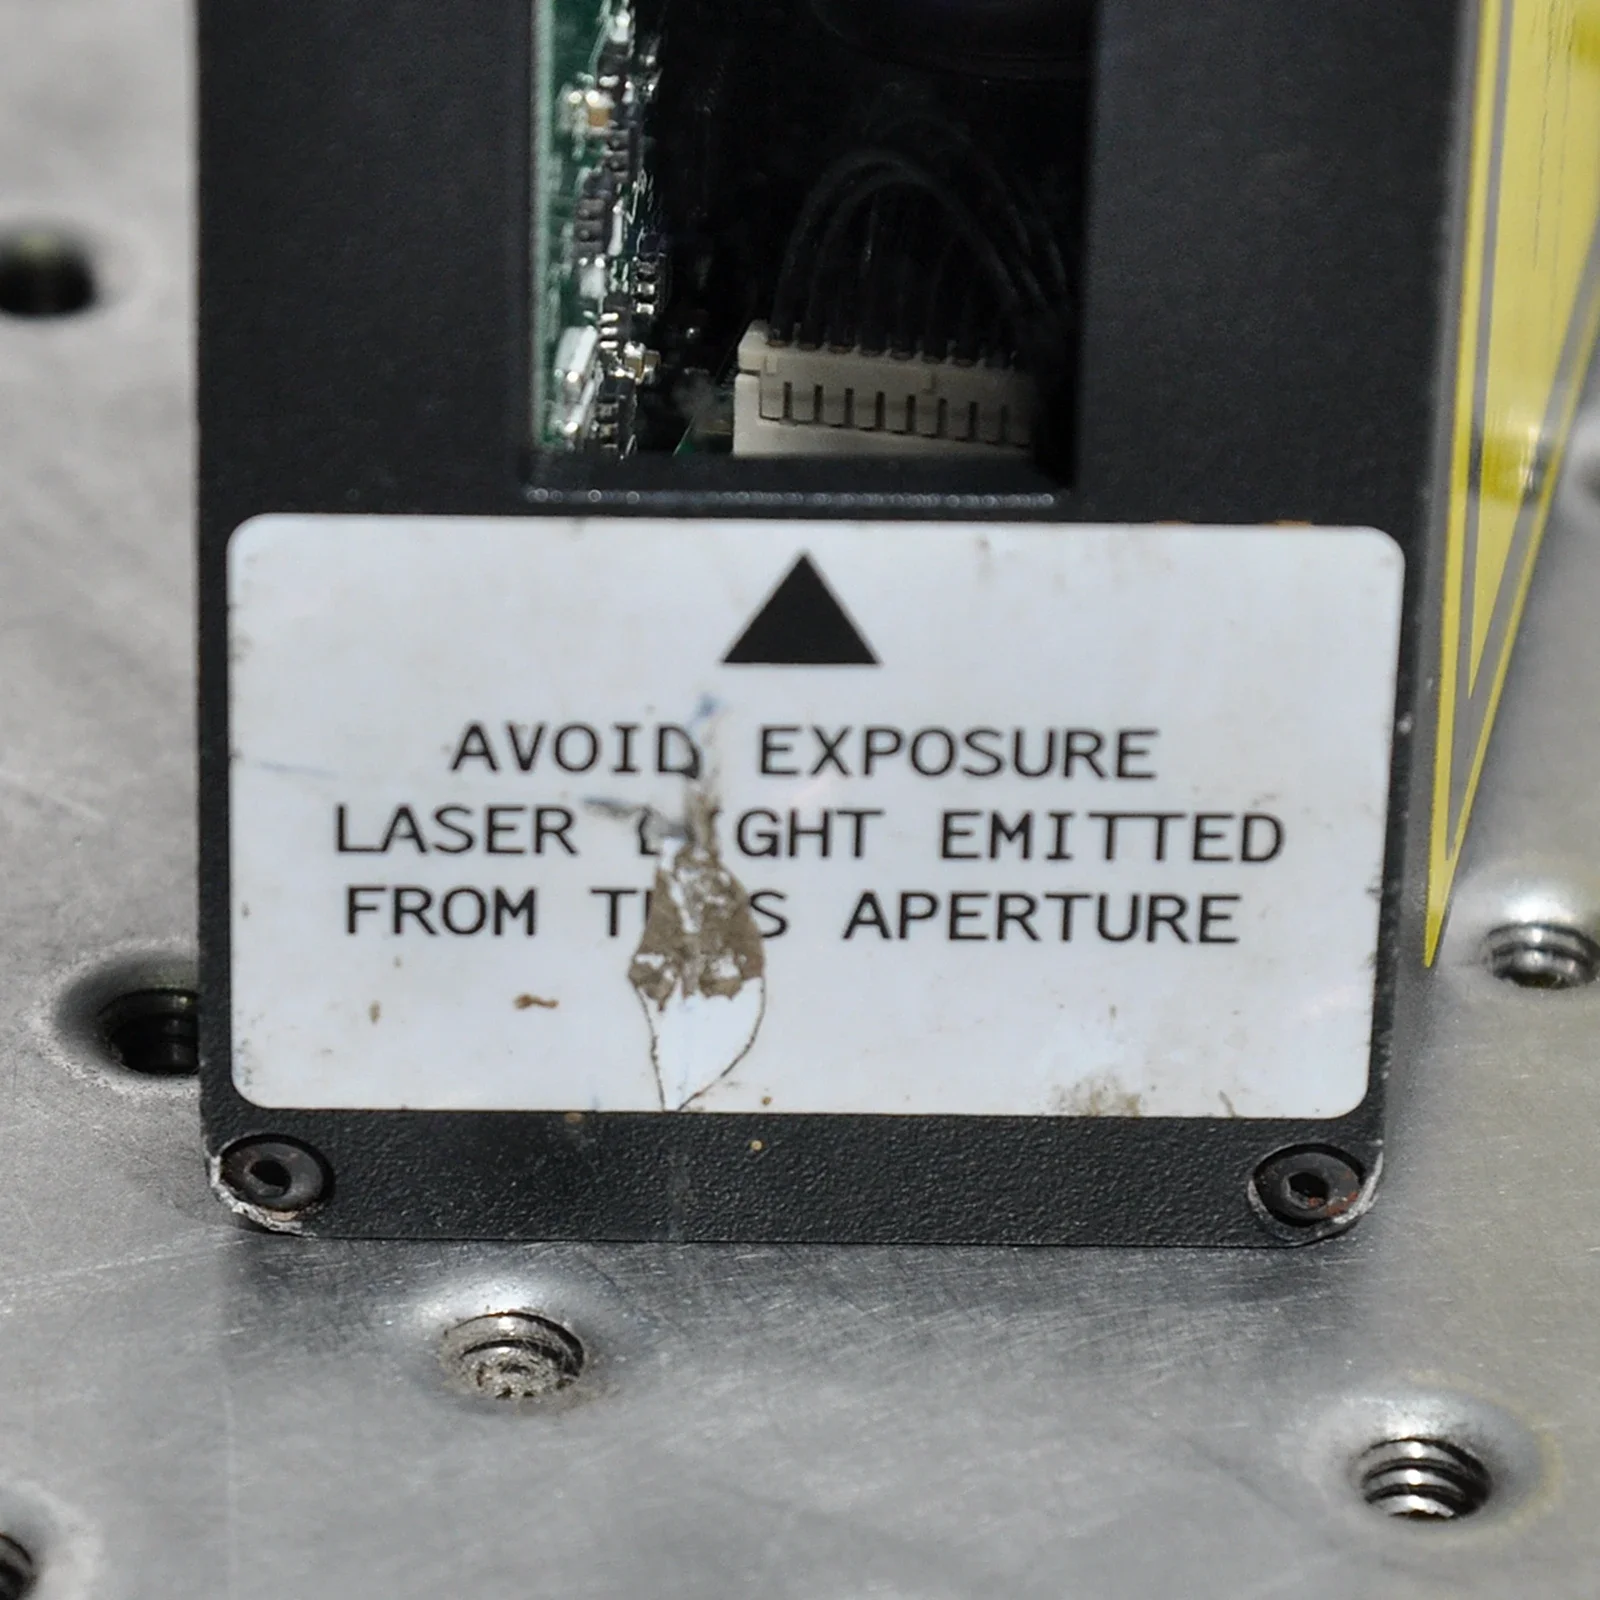 AVOID EXPOSURE
LASER LIGHT EMITTED
FROM THIS APERTURE